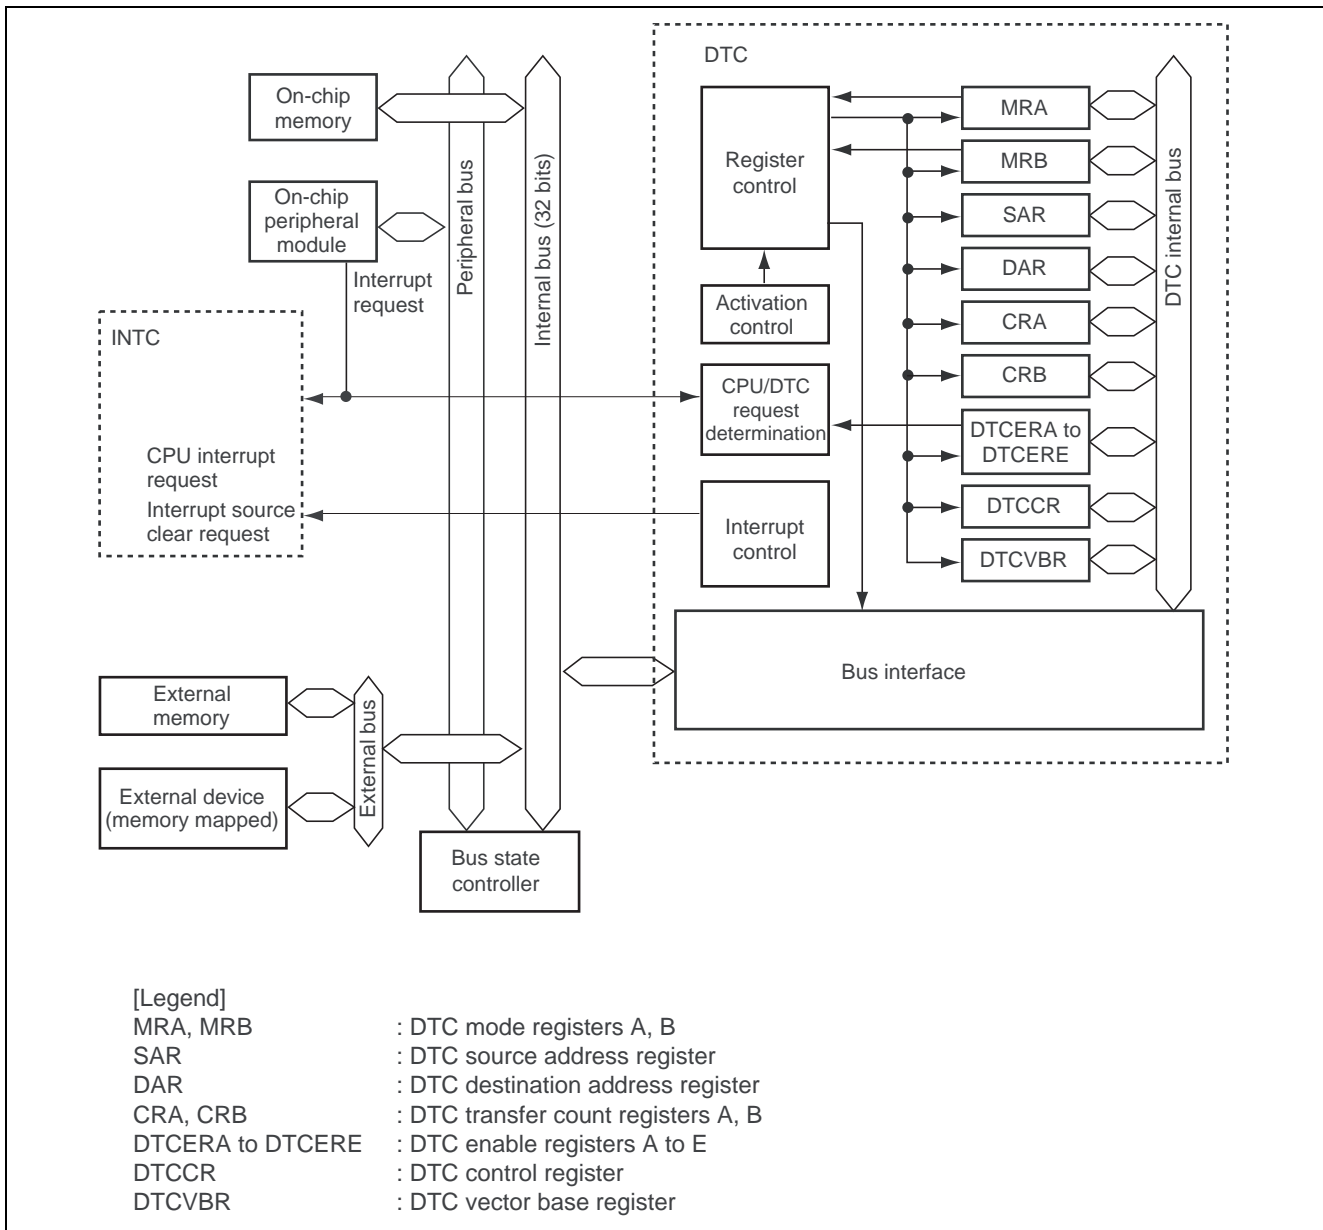 DTC
On-chip
memory
MRA
Register
control
MRB
On-chip
peripheral
module
SAR
Peripheral bus
Internal bus (32 bits)
DTC internal bus
DAR
Interrupt
request
Activation
control
CRA
INTC
CRB
CPU/DTC
request
determination
DTCERA to
DTCERE
CPU interrupt
request
Interrupt source
clear request
DTCCR
Interrupt
control
DTCVBR
Bus interface
External
memory
External bus
External device
(memory mapped)
Bus state
controller
[Legend]
MRA, MRB : DTC mode registers A, B
SAR : DTC source address register
DAR : DTC destination address register
CRA, CRB : DTC transfer count registers A, B
DTCERA to DTCERE : DTC enable registers A to E
DTCCR : DTC control register
DTCVBR : DTC vector base register